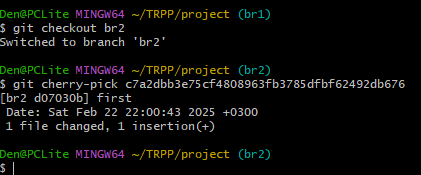 Den@PCLite MINGW64 ~/TRPP/project (br1)
$ git checkout br2
Switched to branch 'br2'
Den@PCLite MINGW64 ~/TRPP/project (br2)
$ git cherry-pick c7a2dbb3e75cf4808963fb3785dfbf62492db676
[br2 d07030b] first
 Date: Sat Feb 22 22:00:43 2025 +0300
 1 file changed, 1 insertion(+)
Den@PCLite MINGW64 ~/TRPP/project (br2)
$